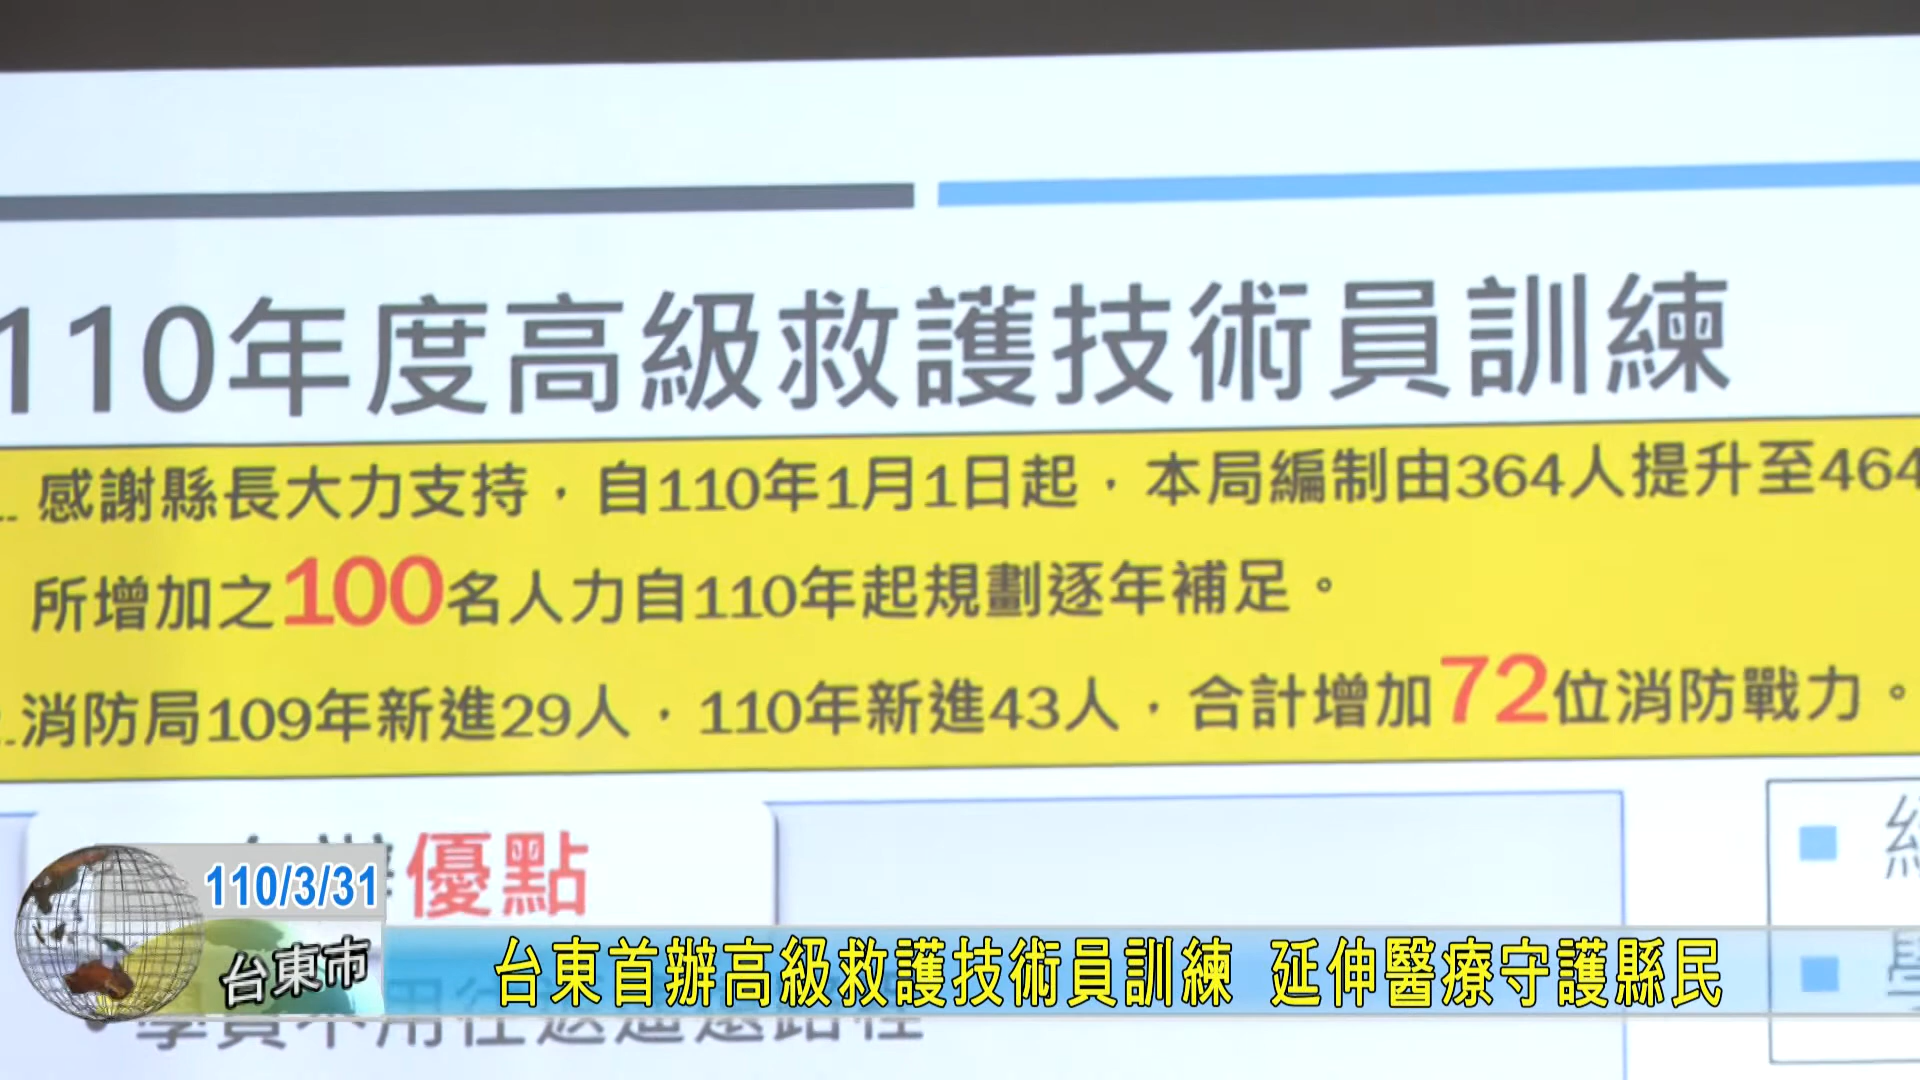 110年度高級救護技術員訓練
感謝縣長大力支持，自110年1月1日起，本局編制由364人提升至464
所增加之100名人力自110年起規劃逐年補足。
.消防局109年新進29人，110年新進43人，合計增加72位消防戰力。
優點
110/3/31
台東市
台東首辦高級救護技術員訓練 延伸醫療守護縣民